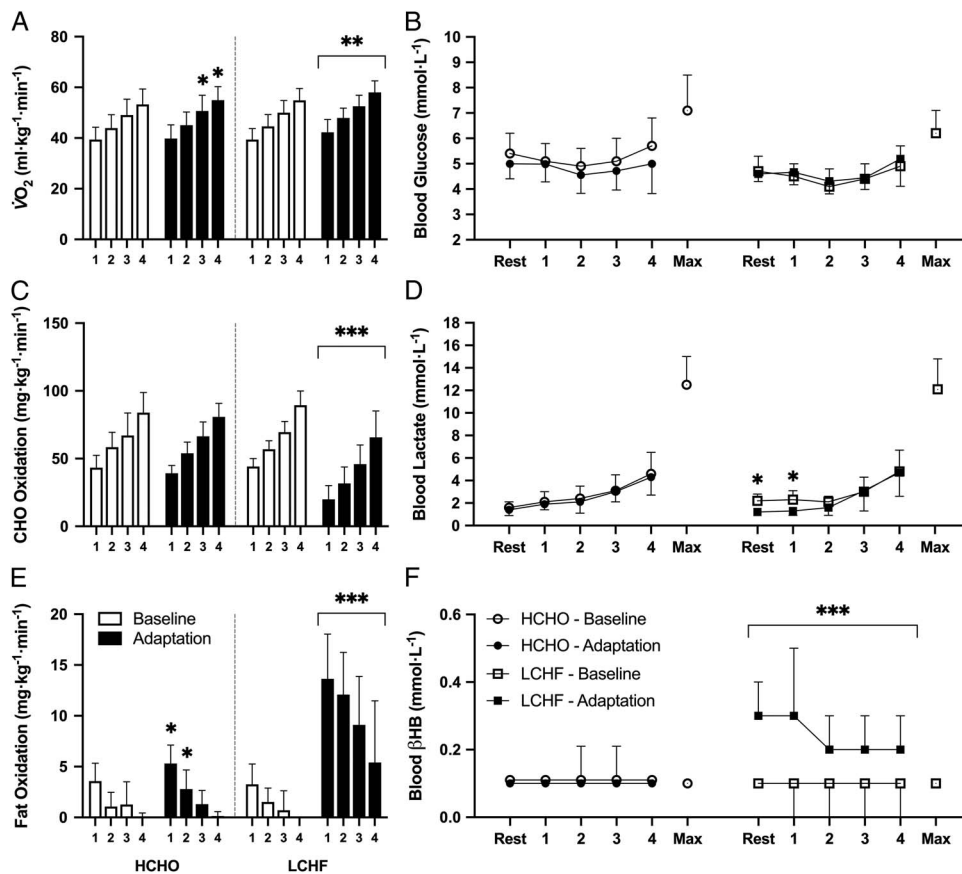 A
V̇O₂ (ml·kg⁻¹·min⁻¹)
80
60
40
20
0
**
* *
1 2 3 4 1 2 3 4 1 2 3 4 1 2 3 4
B
Blood Glucose (mmol·L⁻¹)
10
9
8
7
6
5
4
3
2
Rest 1 2 3 4 Max Rest 1 2 3 4 Max
C
CHO Oxidation (mg·kg⁻¹·min⁻¹)
150
100
50
0
***
1 2 3 4 1 2 3 4 1 2 3 4 1 2 3 4
D
Blood Lactate (mmol·L⁻¹)
18
16
14
12
10
8
6
4
2
0
* *
Rest 1 2 3 4 Max Rest 1 2 3 4 Max
E
Fat Oxidation (mg·kg⁻¹·min⁻¹)
20
15
10
5
0
Baseline
Adaptation
***
* *
1 2 3 4 1 2 3 4 1 2 3 4 1 2 3 4
HCHO LCHF
F
Blood βHB (mmol·L⁻¹)
0.6
0.4
0.2
0.0
HCHO - Baseline
HCHO - Adaptation
LCHF - Baseline
LCHF - Adaptation
***
Rest 1 2 3 4 Max Rest 1 2 3 4 Max